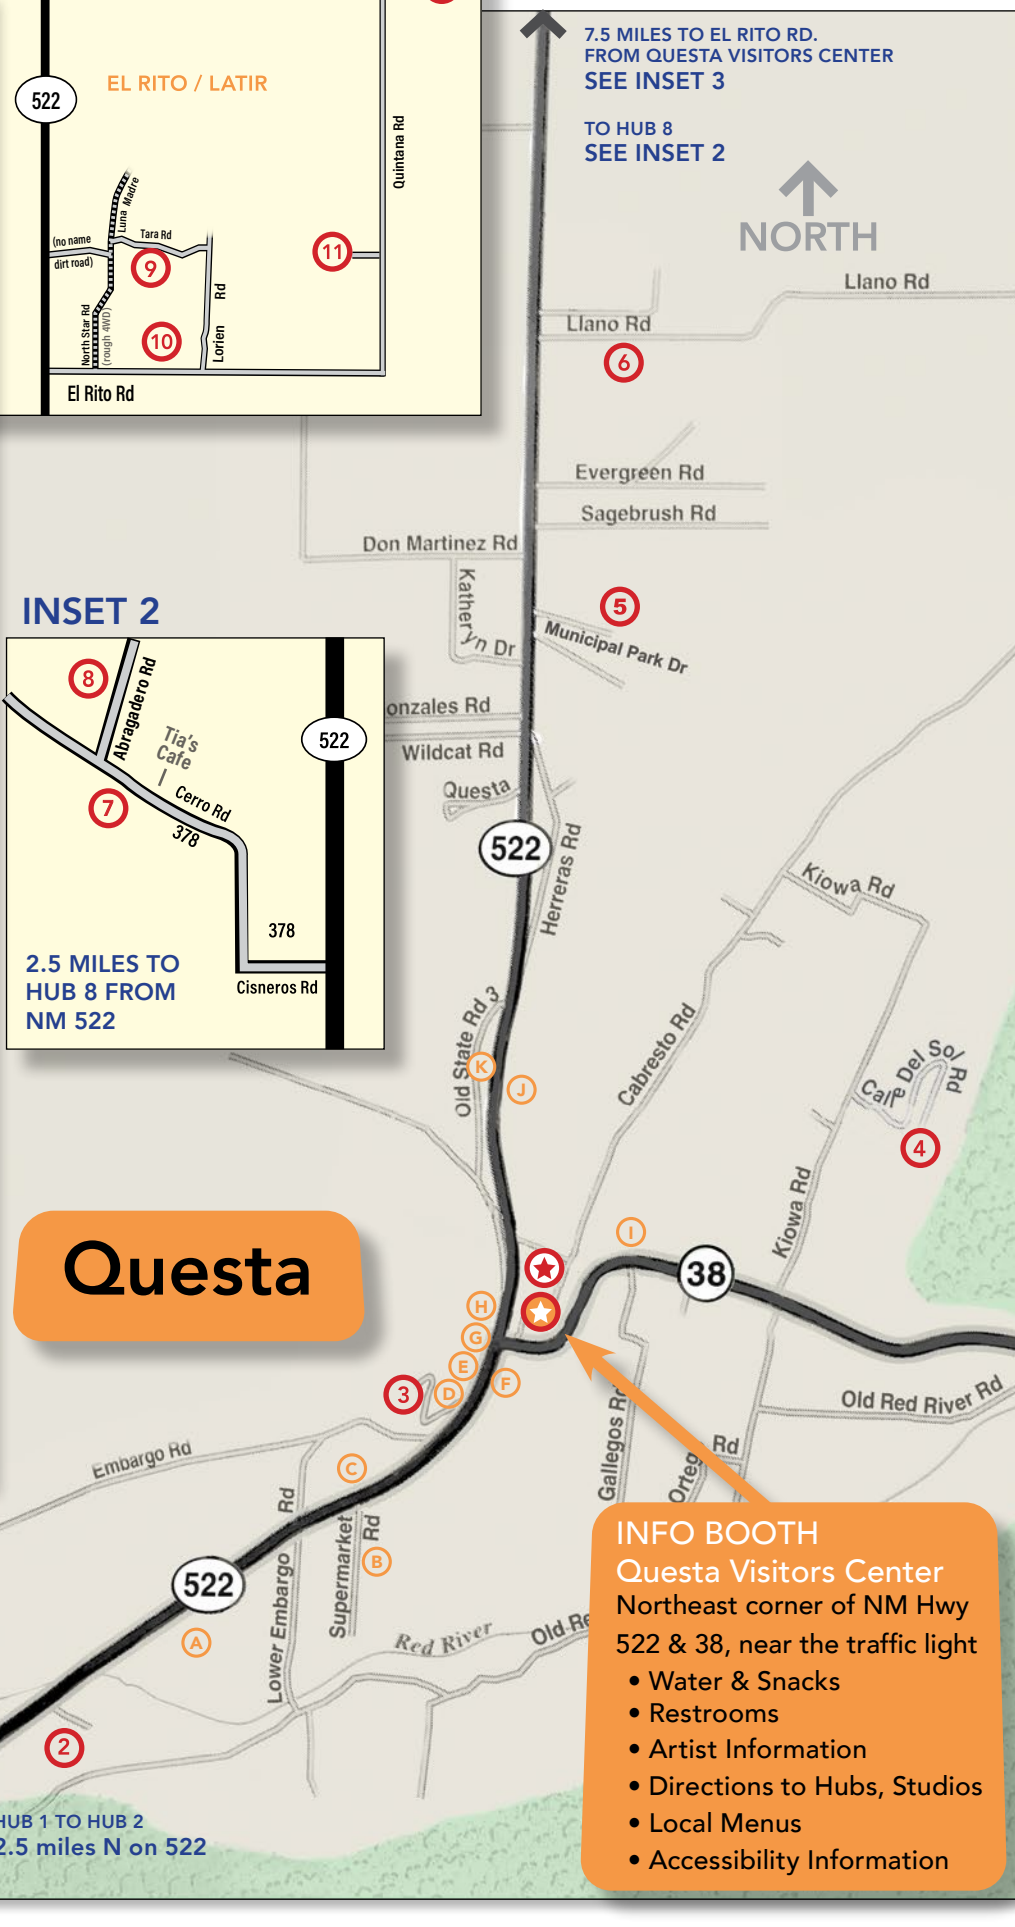 7.5 MILES TO EL RITO RD.
FROM QUESTA VISITORS CENTER
SEE INSET 3
TO HUB 8
SEE INSET 2
NORTH
EL RITO / LATIR
522
Quintana Rd
Luna Madre
(no name
dirt road)
Tara Rd
9
11
10
North Star Rd
(rough 4WD)
Lorien Rd
El Rito Rd
Llano Rd
Llano Rd
6
Evergreen Rd
Sagebrush Rd
Don Martinez Rd
Katheryn Dr
5
Municipal Park Dr
INSET 2
8
Abragadero Rd
Tia's
Cafe
7
Cerro Rd
378
522
378
Cisneros Rd
2.5 MILES TO
HUB 8 FROM
NM 522
onzales Rd
Wildcat Rd
Questa
522
Herreras Rd
Kiowa Rd
Old State Rd 3
K
J
Cabresto Rd
Calle Del Sol Rd
4
Kiowa Rd
Questa
I
38
H
G
E
F
D
3
Embargo Rd
C
Old Red River Rd
Gallegos Rd
Ortega Rd
Lower Embargo Rd
Supermarket Rd
B
522
A
Red River
Old Re
2
HUB 1 TO HUB 2
2.5 miles N on 522
INFO BOOTH
Questa Visitors Center
Northeast corner of NM Hwy
522 & 38, near the traffic light
• Water & Snacks
• Restrooms
• Artist Information
• Directions to Hubs, Studios
• Local Menus
• Accessibility Information